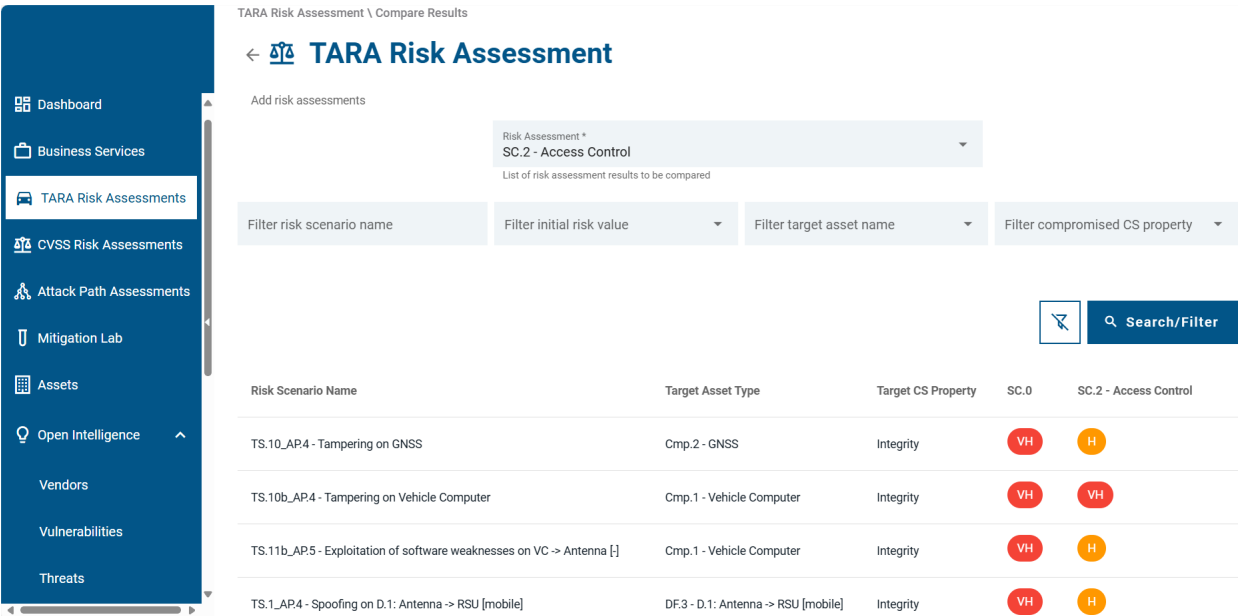 TARA Risk Assessment \ Compare Results
TARA Risk Assessment
Add risk assessments
Dashboard
Business Services
TARA Risk Assessments
CVSS Risk Assessments
Attack Path Assessments
Mitigation Lab
Assets
Open Intelligence
Vendors
Vulnerabilities
Threats
Risk Assessment *
SC.2 - Access Control
List of risk assessment results to be compared
Filter risk scenario name Filter initial risk value Filter target asset name Filter compromised CS property
Search/Filter
Risk Scenario Name Target Asset Type Target CS Property SC.0 SC.2 - Access Control
TS.10_AP.4 - Tampering on GNSS Cmp.2 - GNSS Integrity VH H
TS.10b_AP.4 - Tampering on Vehicle Computer Cmp.1 - Vehicle Computer Integrity VH VH
TS.11b_AP.5 - Exploitation of software weaknesses on VC -> Antenna [-] Cmp.1 - Vehicle Computer Integrity VH H
TS.1_AP.4 - Spoofing on D.1: Antenna -> RSU [mobile] DF.3 - D.1: Antenna -> RSU [mobile] Integrity VH H